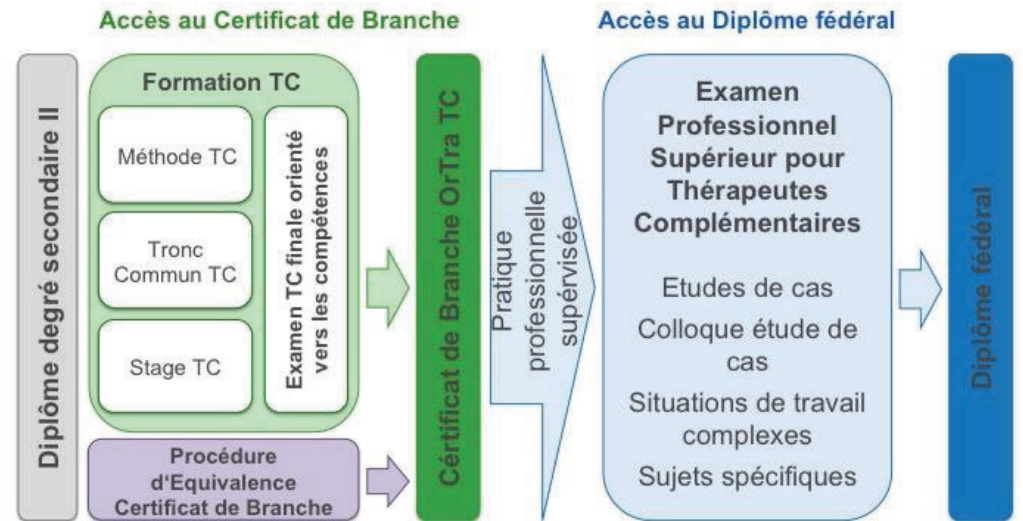 Accès au Certificat de Branche
Accès au Diplôme fédéral
Diplôme degré secondaire II
Formation TC
Méthode TC
Tronc
Commun TC
Stage TC
Examen TC finale orienté
vers les compétences
Procédure
d'Equivalence
Certificat de Branche
Cértificat de Branche OrTra TC
Pratique
professionnelle
supérvisée
Examen
Professionnel
Supérieur pour
Thérapeutes
Complémentaires
Etudes de cas
Colloque étude de
cas
Situations de travail
complexes
Sujets spécifiques
Diplôme fédéral